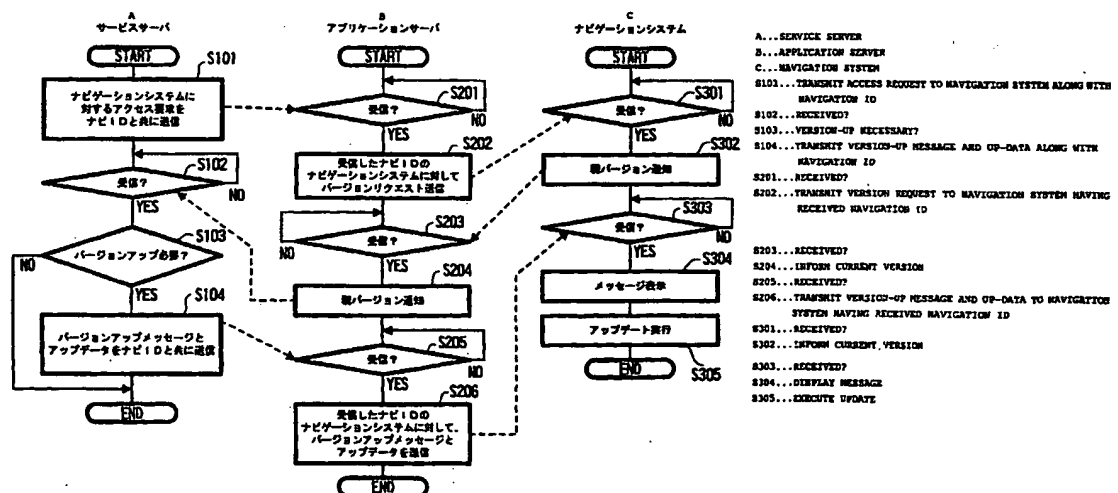 A
サービスサーバ
START
S101
ナビゲーションシステムに
対するアクセス要求を
ナビIDと共に送信
S102
受信?
NO
YES
S103
バージョンアップ必要?
NO
YES
S104
バージョンアップメッセージと
アップデータをナビIDと共に送信
END
B
アプリケーションサーバ
START
S201
受信?
NO
YES
S202
受信したナビIDの
ナビゲーションシステムに対して
バージョンリクエスト送信
S203
受信?
NO
YES
S204
現バージョン通知
S205
受信?
NO
YES
S206
受信したナビIDの
ナビゲーションシステムに対して、
バージョンアップメッセージと
アップデータを送信
END
C
ナビゲーションシステム
START
S301
受信?
NO
YES
S302
現バージョン通知
S303
受信?
NO
YES
S304
メッセージ表示
アップデート実行
S305
END
A...SERVICE SERVER
B...APPLICATION SERVER
C...NAVIGATION SYSTEM
S101...TRANSMIT ACCESS REQUEST TO NAVIGATION SYSTEM ALONG WITH
NAVIGATION ID
S102...RECEIVED?
S103...VERSION-UP NECESSARY?
S104...TRANSMIT VERSION-UP MESSAGE AND UP-DATA ALONG WITH
NAVIGATION ID
S201...RECEIVED?
S202...TRANSMIT VERSION REQUEST TO NAVIGATION SYSTEM HAVING
RECEIVED NAVIGATION ID
S203...RECEIVED?
S204...INFORM CURRENT VERSION
S205...RECEIVED?
S206...TRANSMIT VERSION-UP MESSAGE AND UP-DATA TO NAVIGATION
SYSTEM HAVING RECEIVED NAVIGATION ID
S301...RECEIVED?
S302...INFORM CURRENT VERSION
S303...RECEIVED?
S304...DISPLAY MESSAGE
S305...EXECUTE UPDATE